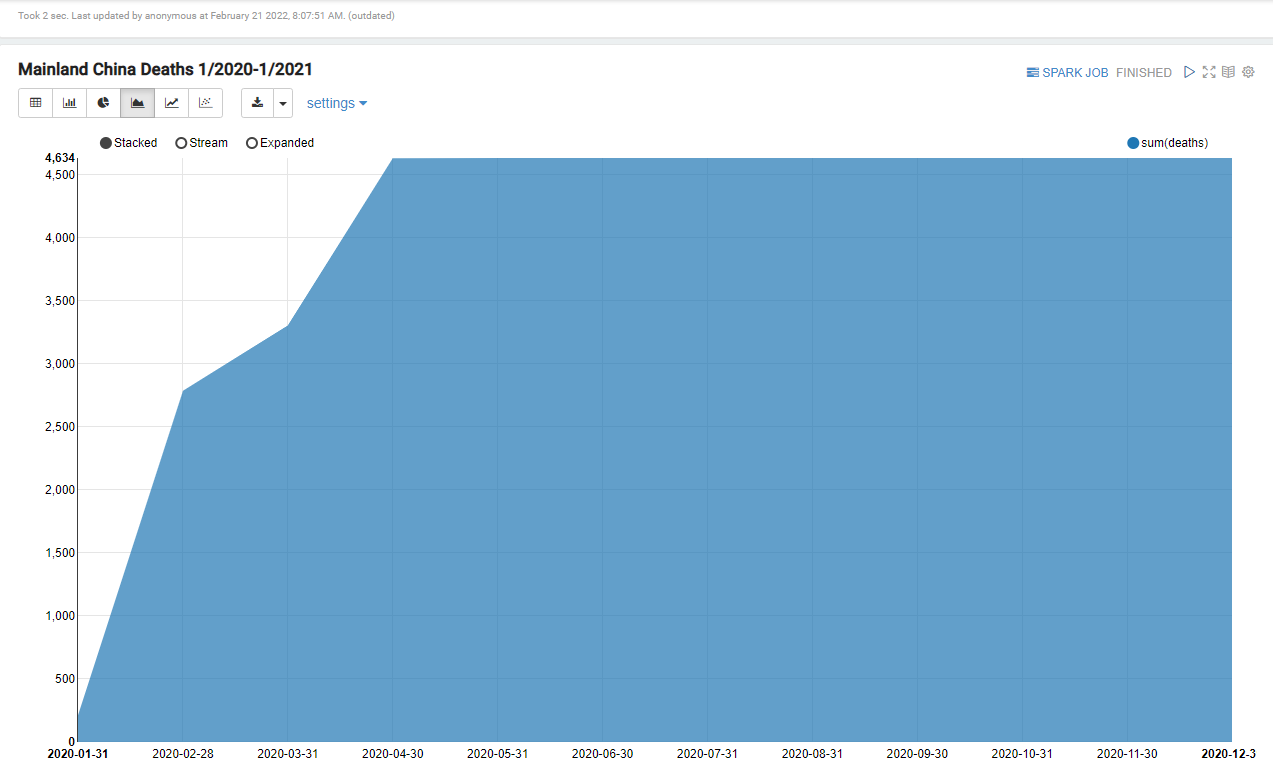 Took 2 sec. Last updated by anonymous at February 21 2022, 8:07:51 AM. (outdated)
Mainland China Deaths 1/2020-1/2021
SPARK JOB FINISHED
settings
Stacked Stream Expanded sum(deaths)
4,634
4,500
4,000
3,500
3,000
2,500
2,000
1,500
1,000
500
0
2020-01-31 2020-02-28 2020-03-31 2020-04-30 2020-05-31 2020-06-30 2020-07-31 2020-08-31 2020-09-30 2020-10-31 2020-11-30 2020-12-3